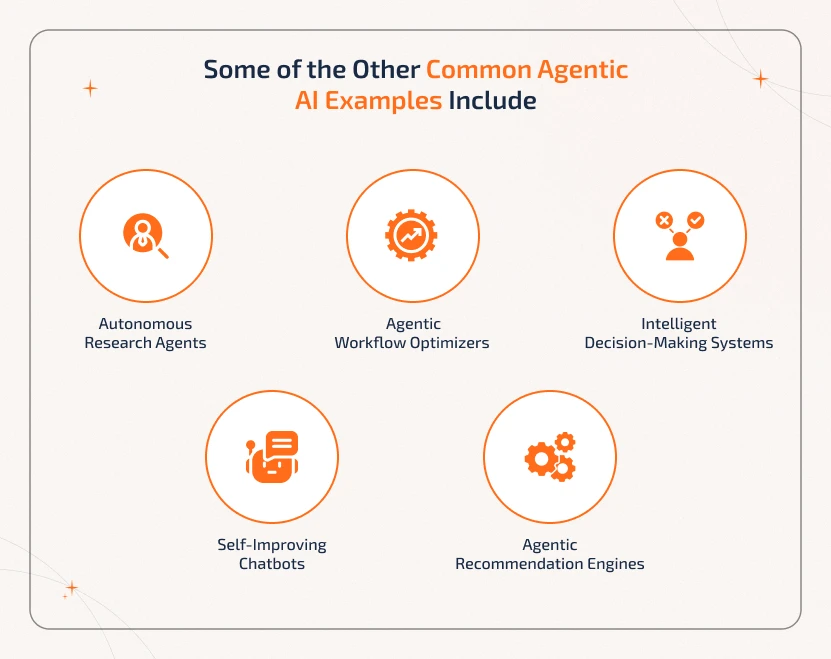 Some of the Other Common Agentic
AI Examples Include
Autonomous
Research Agents
Agentic
Workflow Optimizers
Intelligent
Decision-Making Systems
Self-Improving
Chatbots
Agentic
Recommendation Engines